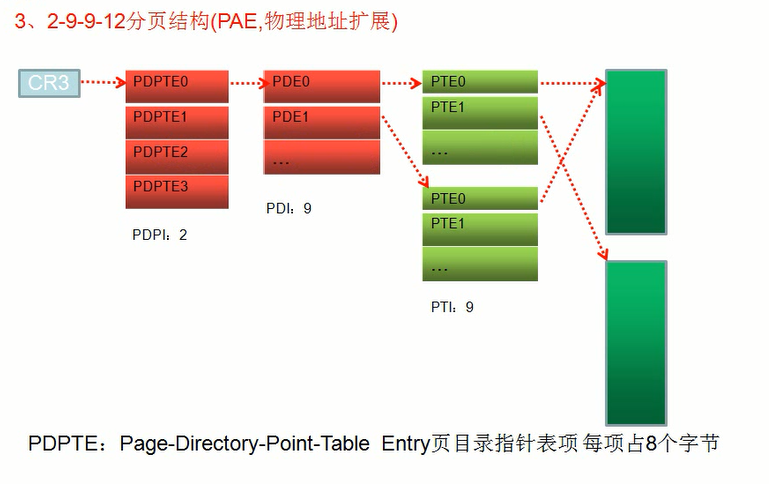 3、2-9-9-12分页结构(PAE,物理地址扩展)
CR3
PDPTE0
PDPTE1
PDPTE2
PDPTE3
PDPI：2
PDE0
PDE1
...
PDI：9
PTE0
PTE1
...
PTE0
PTE1
...
PTI：9
PDPTE：Page-Directory-Point-Table Entry页目录指针表项 每项占8个字节